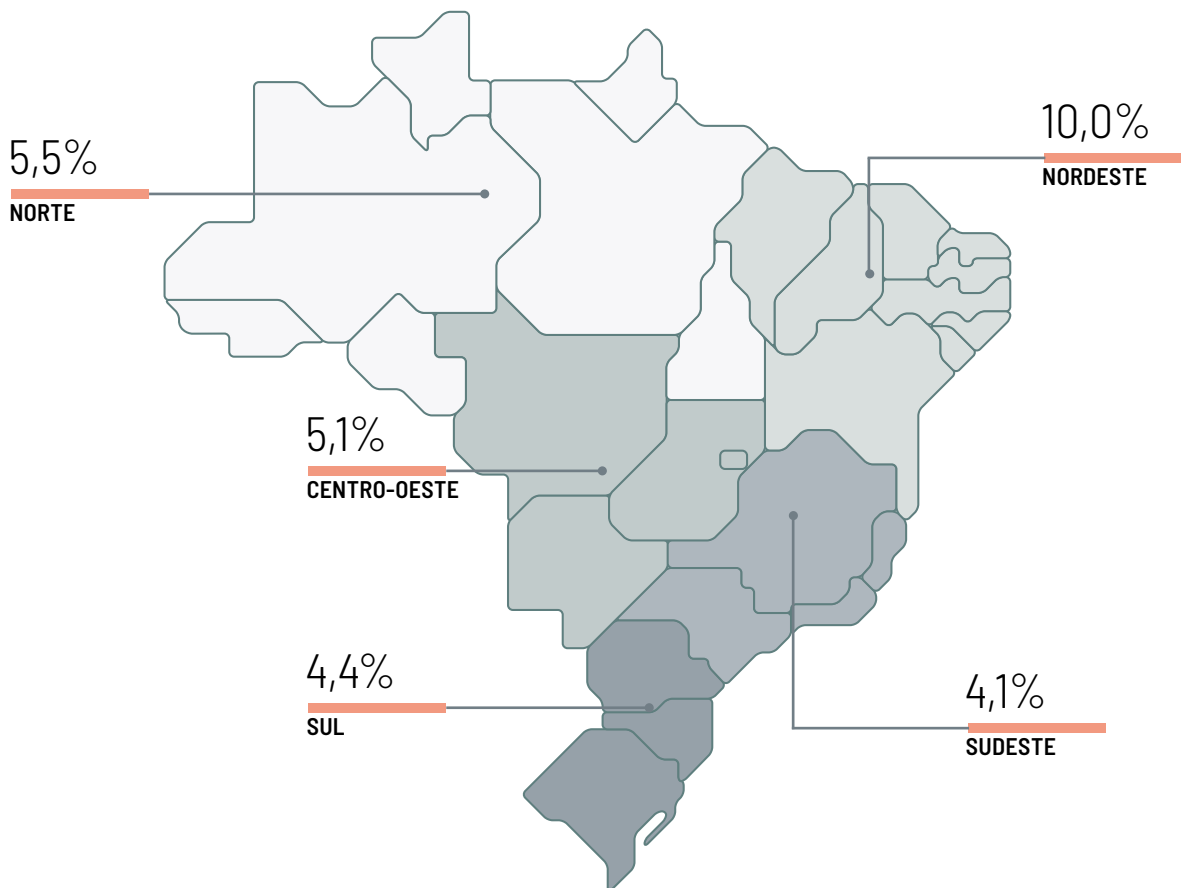 10,0%
NORDESTE
5,5%
NORTE
5,1%
CENTRO-OESTE
4,4%
SUL
4,1%
SUDESTE